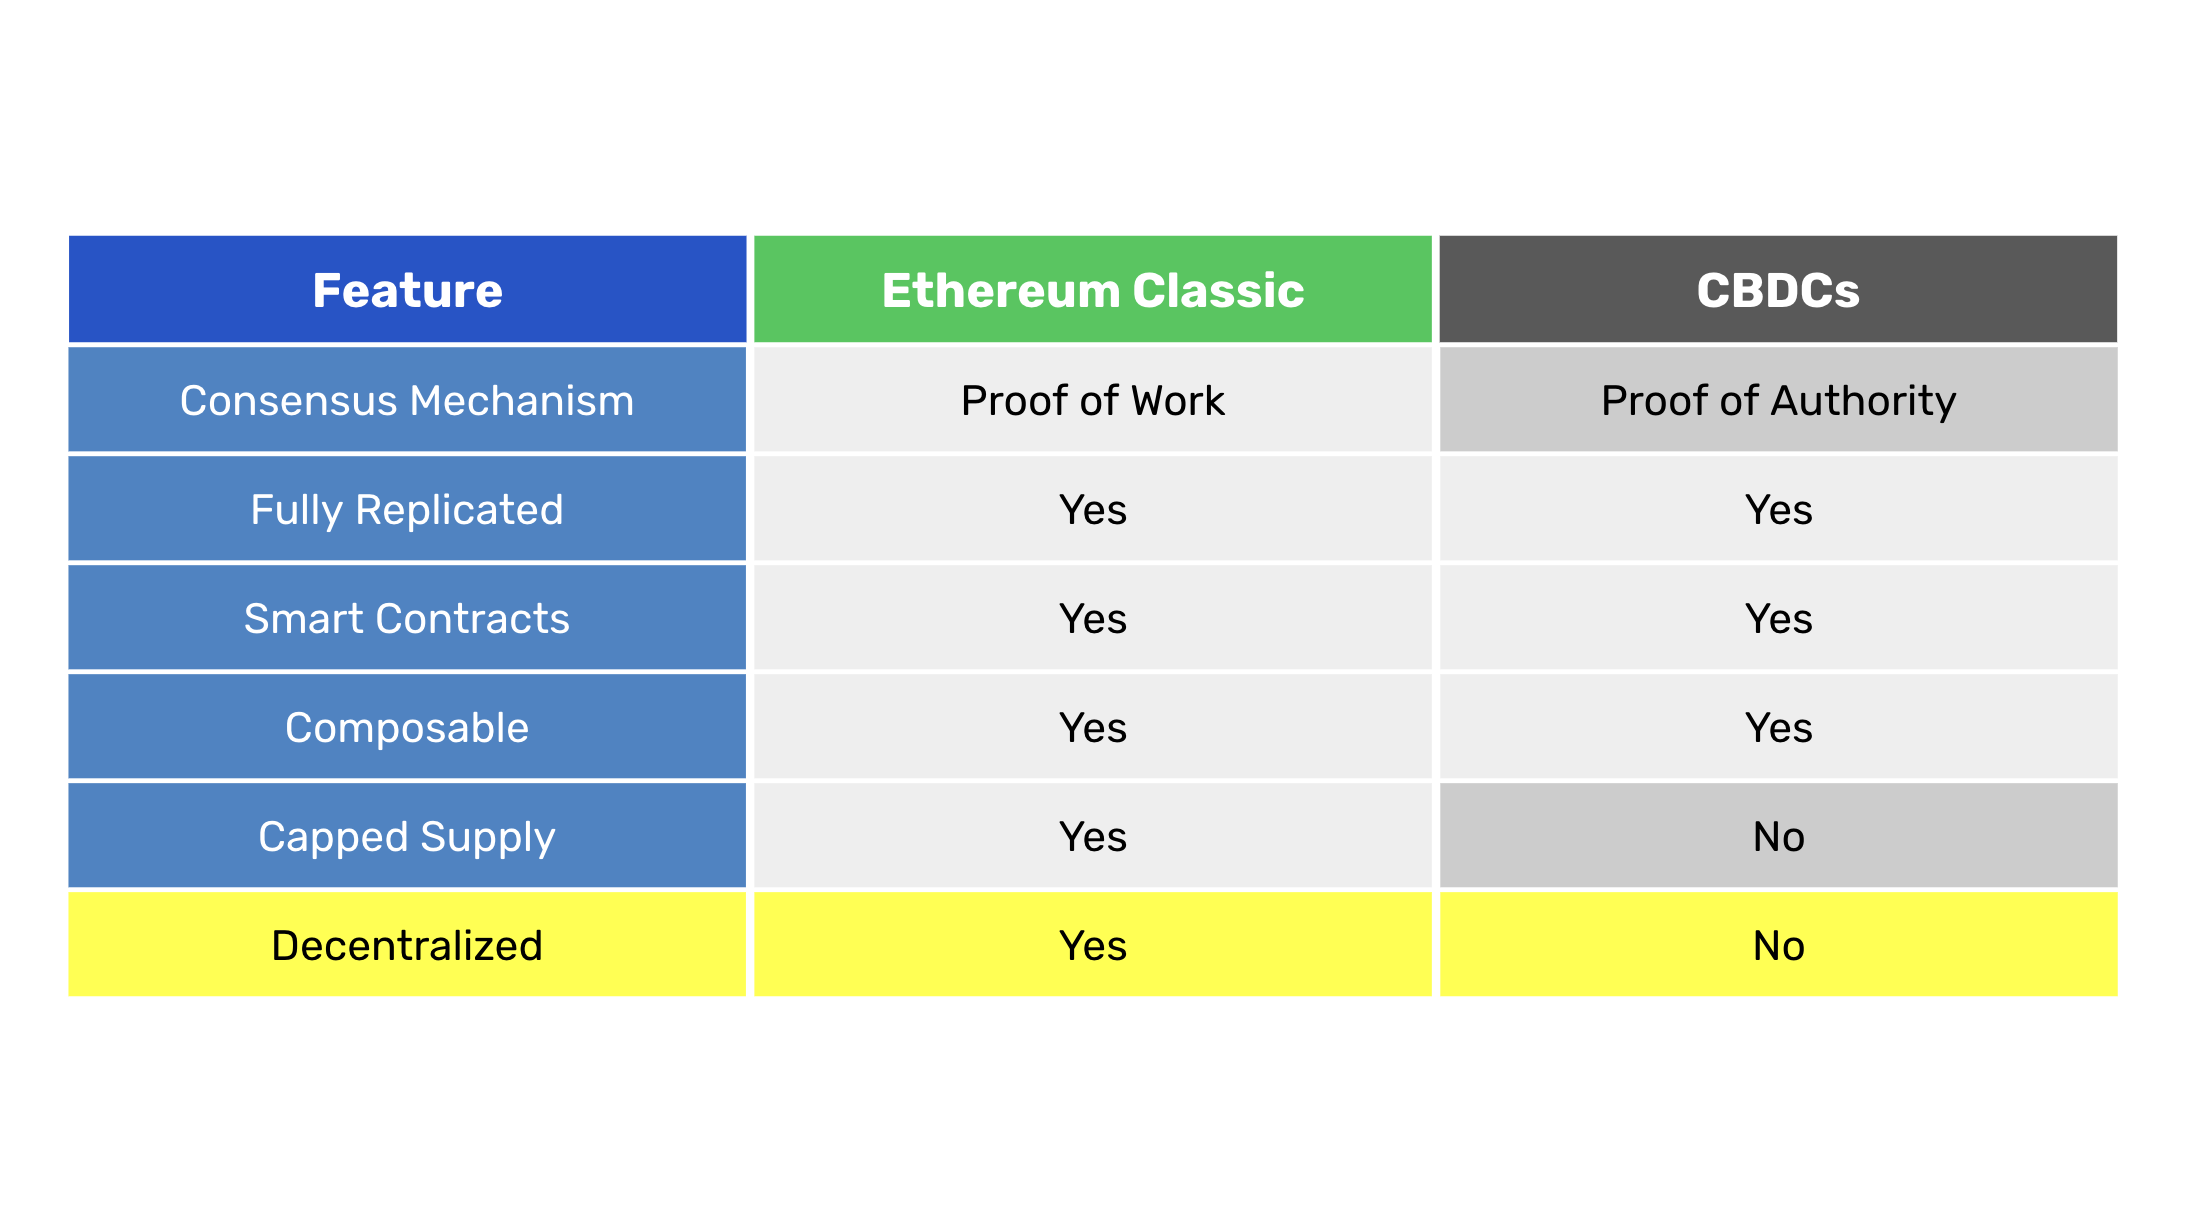 Feature Ethereum Classic CBDCs
Consensus Mechanism Proof of Work Proof of Authority
Fully Replicated Yes Yes
Smart Contracts Yes Yes
Composable Yes Yes
Capped Supply Yes No
Decentralized Yes No